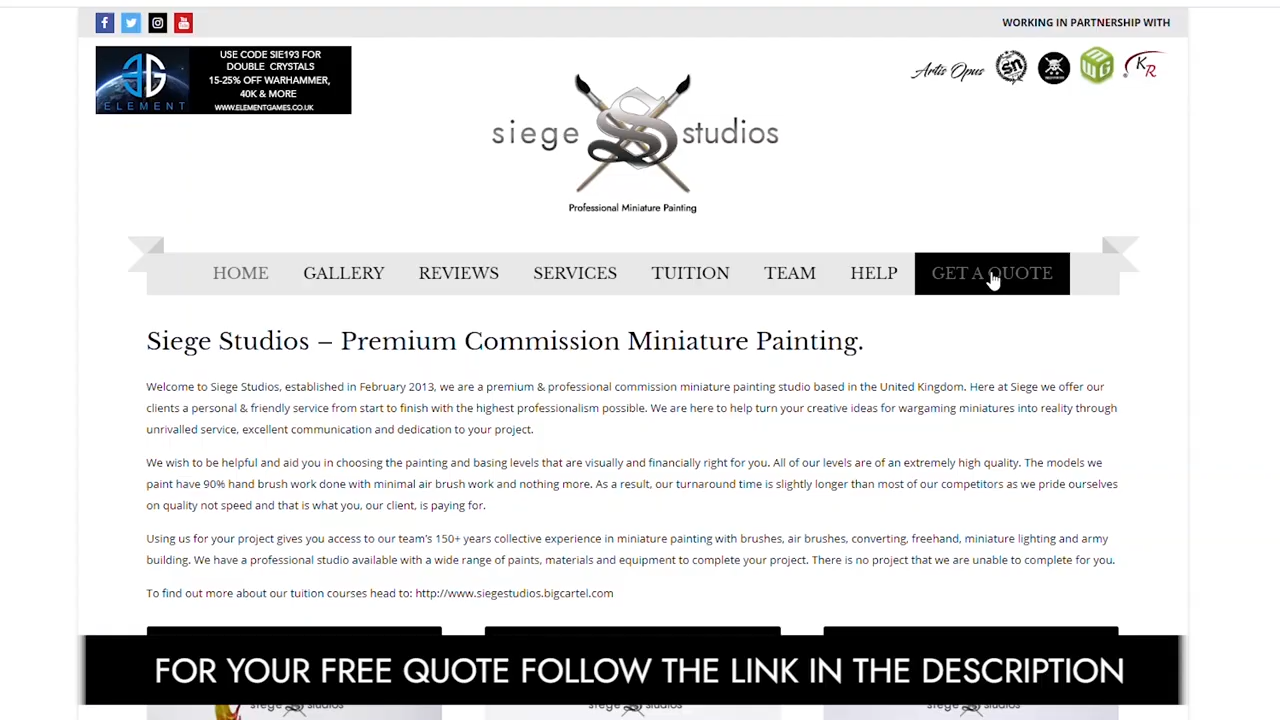 WORKING IN PARTNERSHIP WITH
USE CODE SIE193 FOR
DOUBLE CRYSTALS
15-25% OFF WARHAMMER,
40K & MORE
WWW.ELEMENTGAMES.CO.UK
ELEMENT
Artis Opus
KR
siege S studios
Professional Miniature Painting
HOME GALLERY REVIEWS SERVICES TUITION TEAM HELP GET A QUOTE
Siege Studios – Premium Commission Miniature Painting.
Welcome to Siege Studios, established in February 2013, we are a premium & professional commission miniature painting studio based in the United Kingdom. Here at Siege we offer our
clients a personal & friendly service from start to finish with the highest professionalism possible. We are here to help turn your creative ideas for wargaming miniatures into reality through
unrivalled service, excellent communication and dedication to your project.
We wish to be helpful and aid you in choosing the painting and basing levels that are visually and financially right for you. All of our levels are of an extremely high quality. The models we
paint have 90% hand brush work done with minimal air brush work and nothing more. As a result, our turnaround time is slightly longer than most of our competitors as we pride ourselves
on quality not speed and that is what you, our client, is paying for.
Using us for your project gives you access to our team's 150+ years collective experience in miniature painting with brushes, air brushes, converting, freehand, miniature lighting and army
building. We have a professional studio available with a wide range of paints, materials and equipment to complete your project. There is no project that we are unable to complete for you.
To find out more about our tuition courses head to: http://www.siegestudios.bigcartel.com
FOR YOUR FREE QUOTE FOLLOW THE LINK IN THE DESCRIPTION